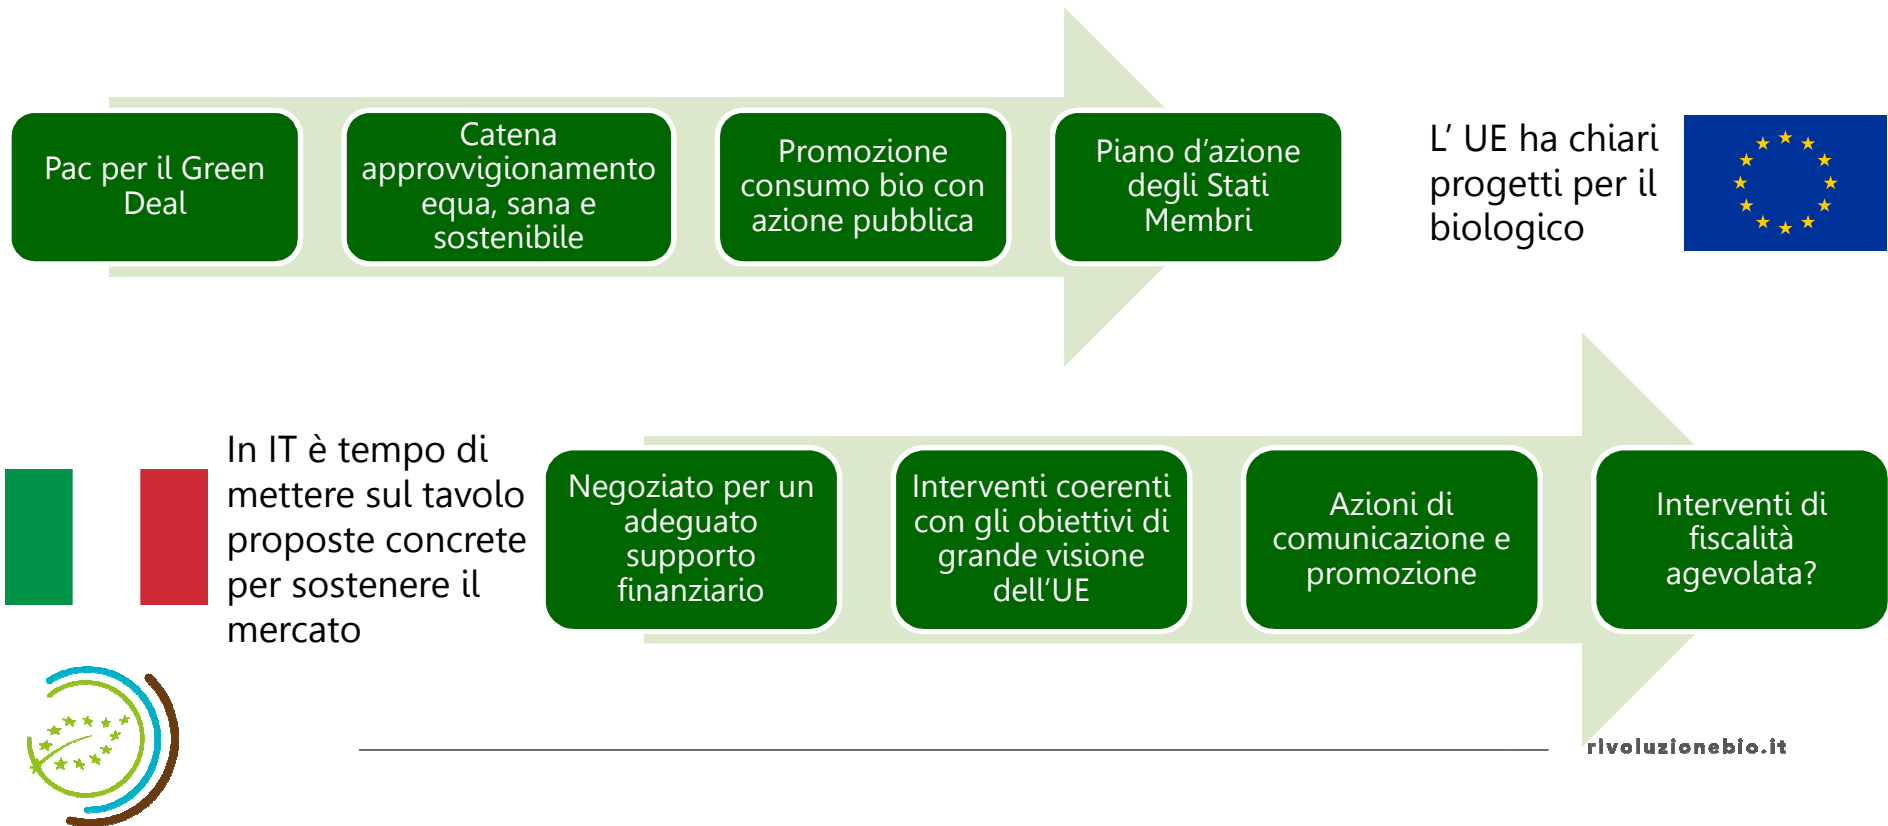 Pac per il Green
Deal
Catena
approvvigionamento
equa, sana e
sostenibile
Promozione
consumo bio con
azione pubblica
Piano d’azione
degli Stati
Membri
L’ UE ha chiari
progetti per il
biologico
In IT è tempo di
mettere sul tavolo
proposte concrete
per sostenere il
mercato
Negoziato per un
adeguato
supporto
finanziario
Interventi coerenti
con gli obiettivi di
grande visione
dell’UE
Azioni di
comunicazione e
promozione
Interventi di
fiscalità
agevolata?
rivoluzionebio.it